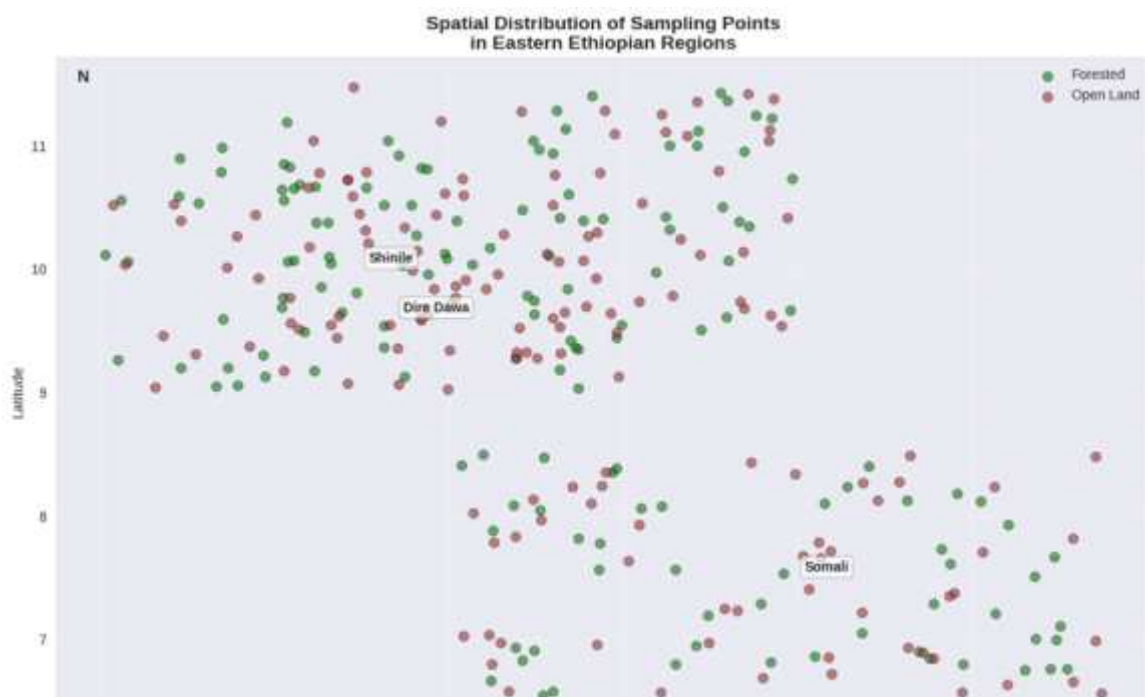 Spatial Distribution of Sampling Points
in Eastern Ethiopian Regions
N
Forested
Open Land
11
10
Shinile
Dire Dawa
9
Latitude
8
Somali
7